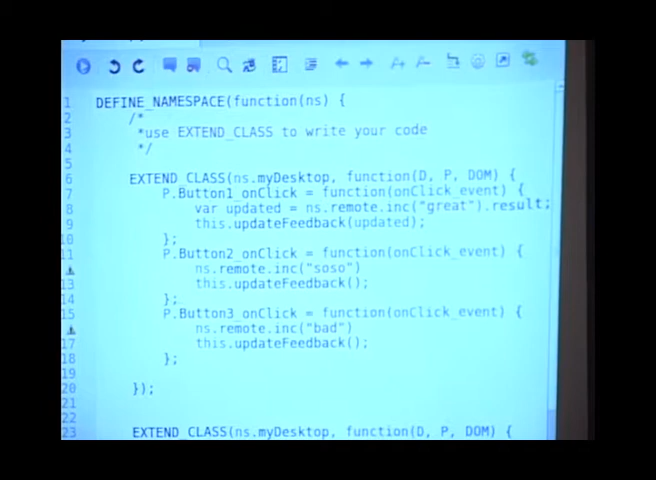 1 DEFINE_NAMESPACE(function(ns) {
2 /*
3 *use EXTEND_CLASS to write your code
4 */
5
6 EXTEND_CLASS(ns.myDesktop, function(D, P, DOM) {
7 P.Button1_onClick = function(onClick_event) {
8 var updated = ns.remote.inc("great").result;
9 this.updateFeedback(updated);
10 };
11 P.Button2_onClick = function(onClick_event) {
ns.remote.inc("soso")
13 this.updateFeedback();
14 };
15 P.Button3_onClick = function(onClick_event) {
ns.remote.inc("bad")
17 this.updateFeedback();
18 };
19
20 });
21
22
23 EXTEND_CLASS(ns.myDesktop, function(D, P, DOM) {